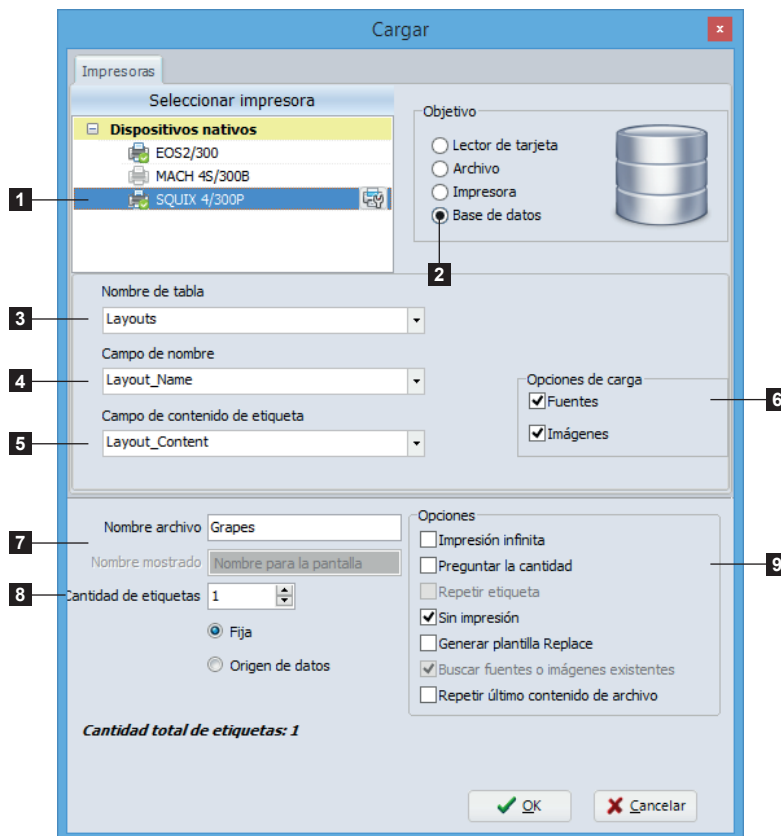 Cargar
x
Impresoras
Seleccionar impresora
Dispositivos nativos
EOS2/300
MACH 4S/300B
1
SQUIX 4/300P
Objetivo
Lector de tarjeta
Archivo
Impresora
Base de datos
2
Nombre de tabla
3
Layouts
Campo de nombre
4
Layout_Name
Campo de contenido de etiqueta
5
Layout_Content
Opciones de carga
Fuentes
6
Imágenes
7
Nombre archivo Grapes
Nombre mostrado Nombre para la pantalla
8
Cantidad de etiquetas 1
Fija
Origen de datos
Cantidad total de etiquetas: 1
Opciones
Impresión infinita
Preguntar la cantidad
9
Repetir etiqueta
Sin impresión
Generar plantilla Replace
Buscar fuentes o imágenes existentes
Repetir último contenido de archivo
OK
Cancelar